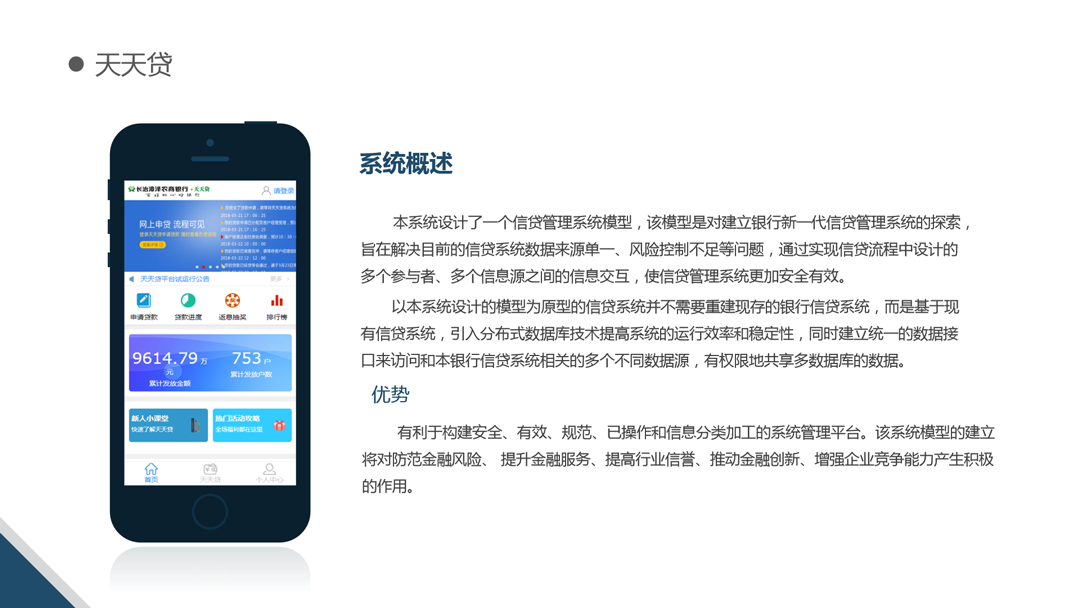 天天贷
长治漳泽农商银行·天天贷
请登录
网上申贷 流程可见
天天贷平台试运行公告
更多
申请贷款 贷款进度 返息抽奖 排行榜
9614.79万元 753户
累计发放金额 累计发放户数
新人小课堂 热门活动攻略
快速了解天天贷 全场福利都在这里
首页 天天贷 个人中心
系统概述
本系统设计了一个信贷管理系统模型，该模型是对建立银行新一代信贷管理系统的探索，
旨在解决目前的信贷系统数据来源单一、风险控制不足等问题，通过实现信贷流程中设计的
多个参与者、多个信息源之间的信息交互，使信贷管理系统更加安全有效。
以本系统设计的模型为原型的信贷系统并不需要重建现存的银行信贷系统，而是基于现
有信贷系统，引入分布式数据库技术提高系统的运行效率和稳定性，同时建立统一的数据接
口来访问和本银行信贷系统相关的多个不同数据源，有权限地共享多数据库的数据。
优势
有利于构建安全、有效、规范、已操作和信息分类加工的系统管理平台。该系统模型的建立
将对防范金融风险、 提升金融服务、提高行业信誉、推动金融创新、增强企业竞争能力产生积极
的作用。